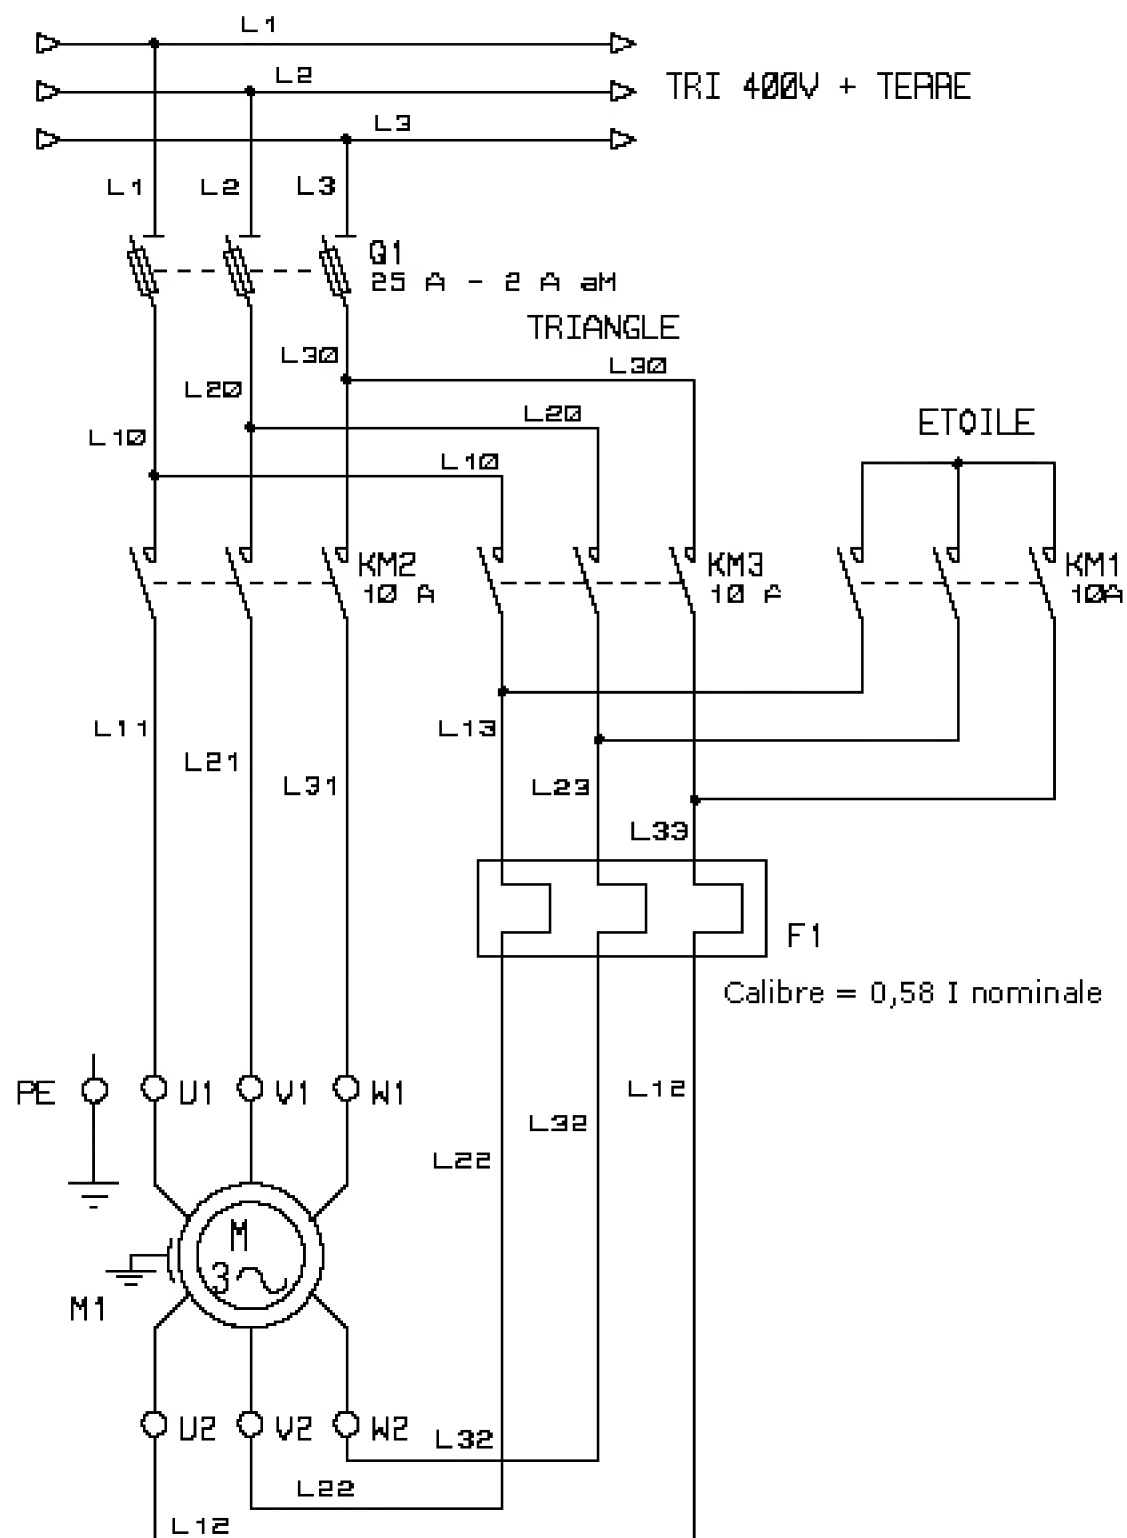 L1
L2
TRI 400V + TERRE
L3
L1
L2
L3
Q1
25 A - 2 A aM
TRIANGLE
L30
L30
L20
L20
ETOILE
L10
L10
KM2
10 A
KM3
10 A
KM1
10A
L11
L13
L21
L31
L23
L33
F1
Calibre = 0,58 I nominale
PE
U1
V1
W1
L12
L32
L22
M
3
M1
U2
V2
W2
L32
L22
L12